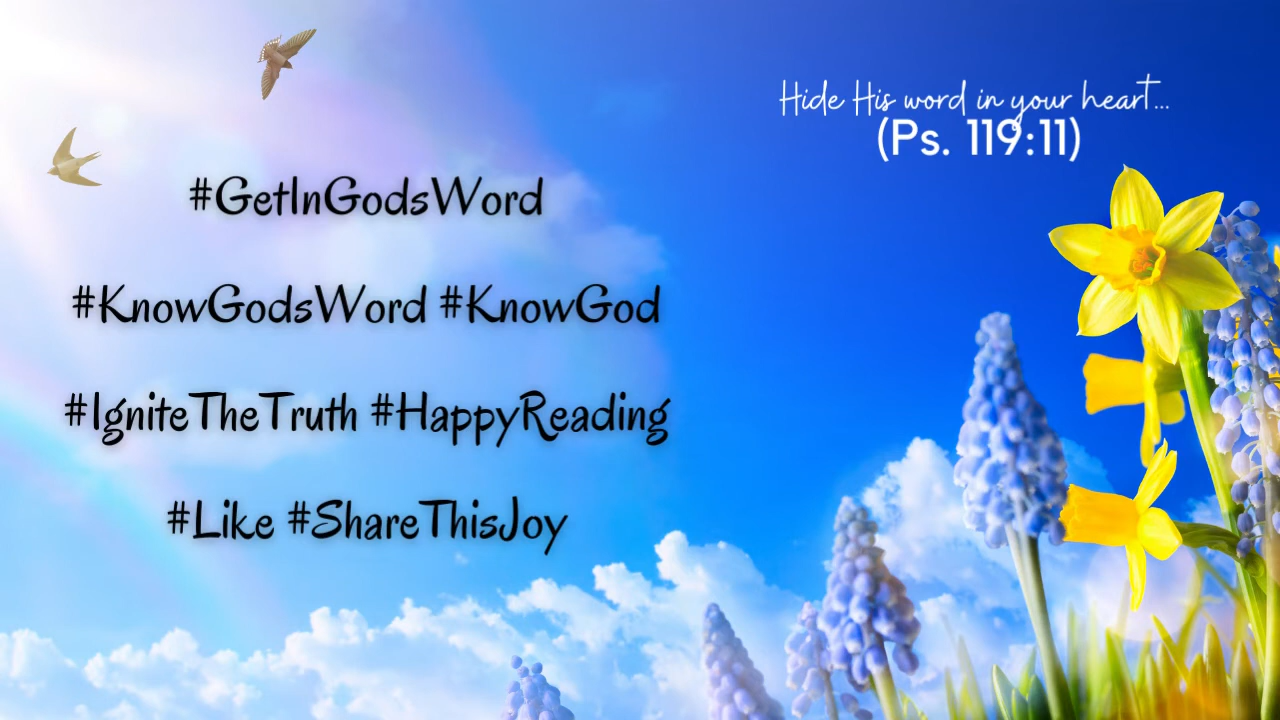 Hide His word in your heart...
(Ps. 119:11)
#GetInGodsWord
#KnowGodsWord #KnowGod
#IgniteTheTruth #HappyReading
#Like #ShareThisJoy